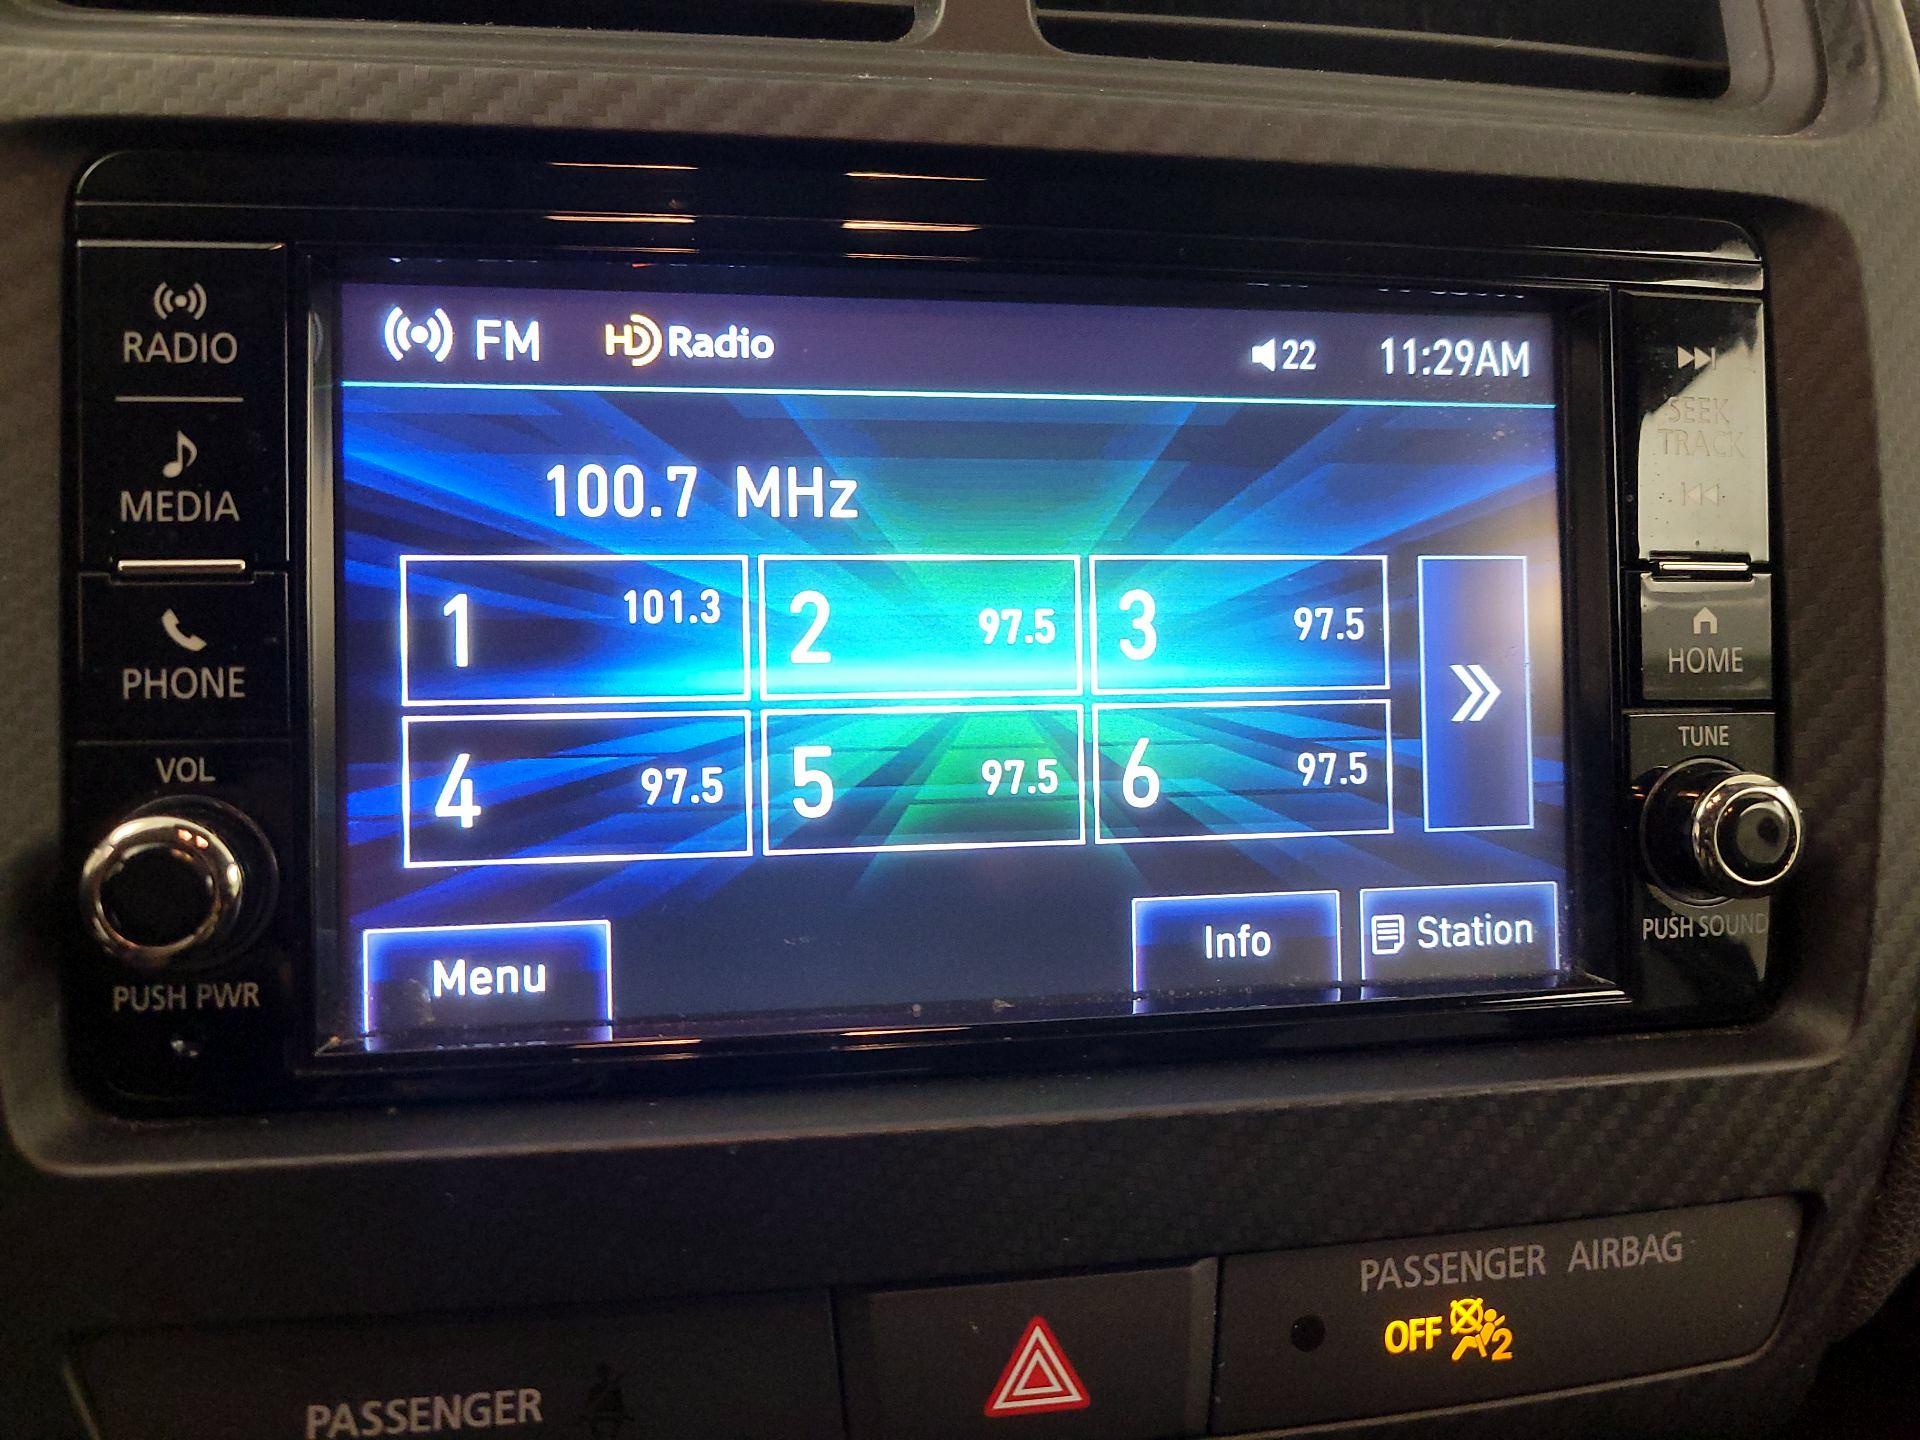 RADIO
MEDIA
PHONE
VOL
PUSH PWR
FM HD Radio 22 11:29AM
100.7 MHz
1 101.3 2 97.5 3 97.5
4 97.5 5 97.5 6 97.5
Menu Info Station
SEEK
TRACK
HOME
TUNE
PUSH SOUND
PASSENGER AIRBAG
OFF 2
PASSENGER